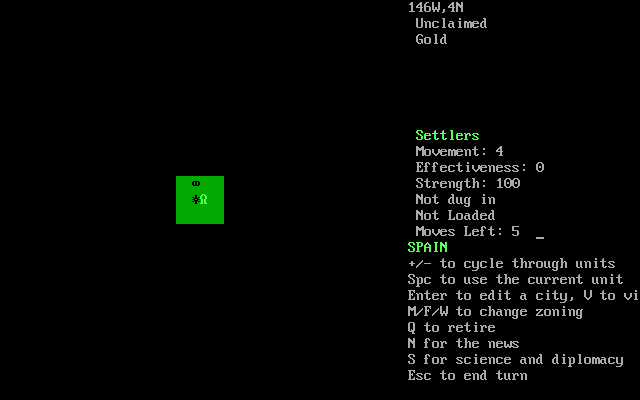 146W,4N
Unclaimed
Gold
Settlers
Movement: 4
Effectiveness: 0
Strength: 100
Not dug in
Not Loaded
Moves Left: 5 _
SPAIN
+/- to cycle through units
Spc to use the current unit
Enter to edit a city, V to vi
M/F/W to change zoning
Q to retire
N for the news
S for science and diplomacy
Esc to end turn